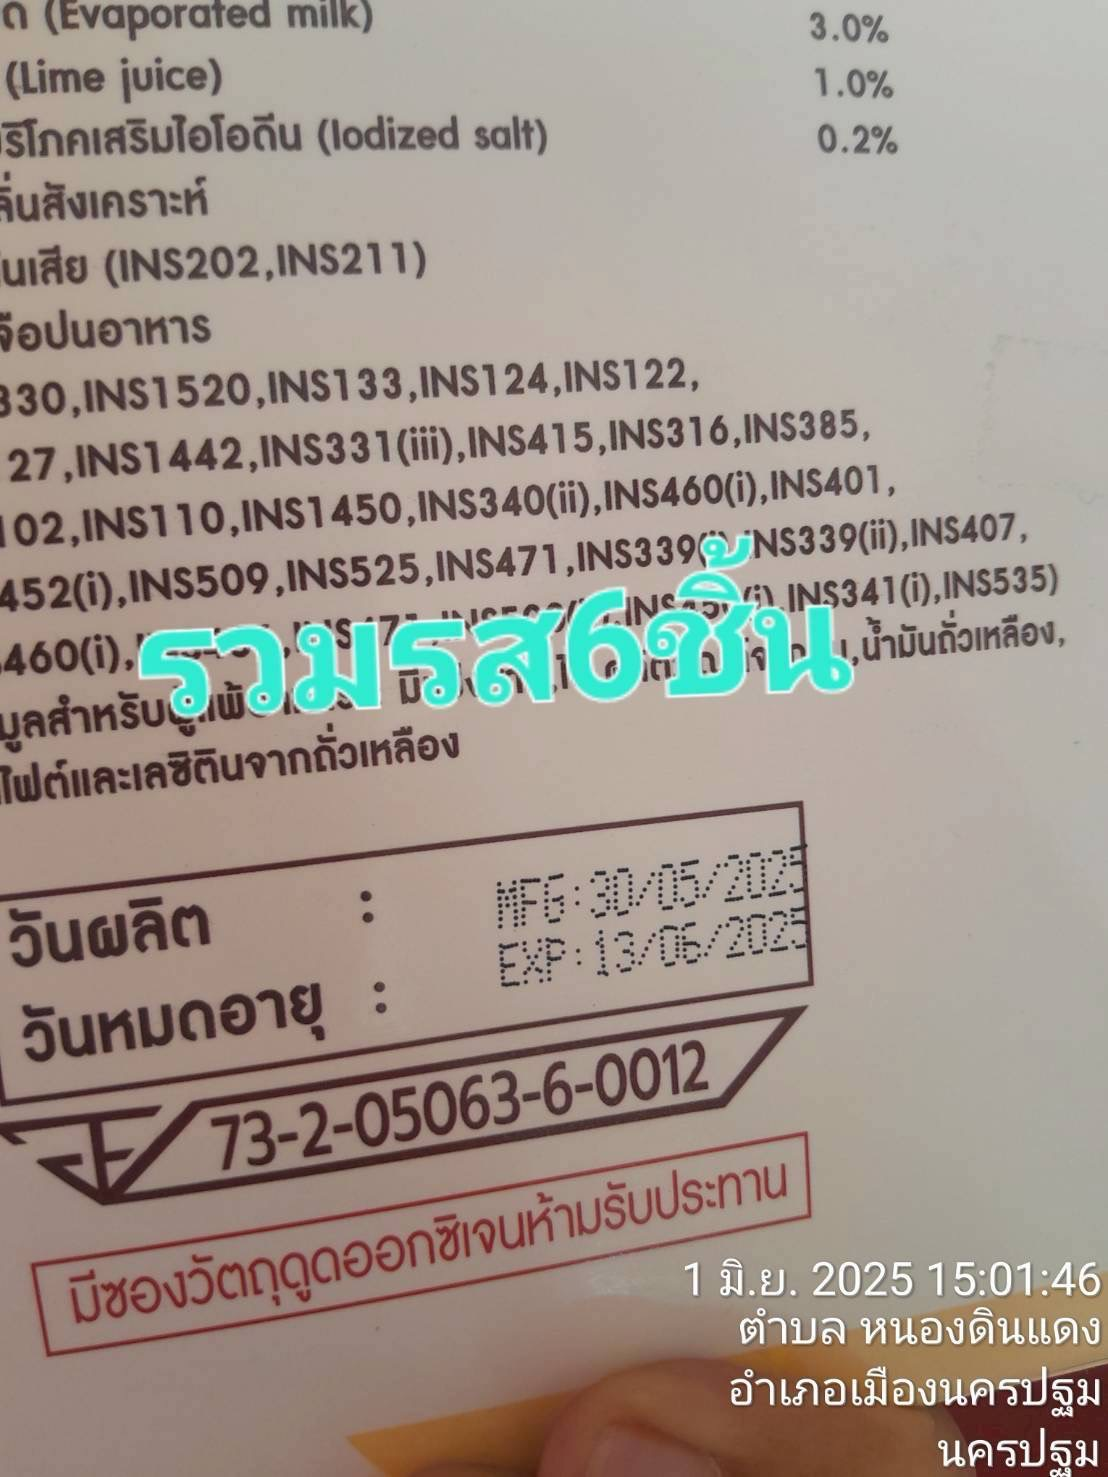 (Evaporated milk) 3.0%
(Lime juice) 1.0%
บริโภคเสริมไอโอดีน (Iodized salt) 0.2%
ลิ่นสังเคราะห์
ันเสีย (INS202,INS211)
จือปนอาหาร
330,INS1520,INS133,INS124,INS122,
127,INS1442,INS331(iii),INS415,INS316,INS385,
102,INS110,INS1450,INS340(ii),INS460(i),INS401,
452(i),INS509,INS525,INS471,INS339(i),INS339(ii),INS407,
460(i), INS341(i),INS535)
รวมรส6ชิ้น
มูลสำหรับผู้แพ้ ,น้ำมันถั่วเหลือง,
ไฟต์และเลซิตินจากถั่วเหลือง
วันผลิต : MFG:30/05/2025
วันหมดอายุ : EXP:13/06/2025
73-2-05063-6-0012
มีซองวัตถุดูดออกซิเจนห้ามรับประทาน
1 มิ.ย. 2025 15:01:46
ตำบล หนองดินแดง
อำเภอเมืองนครปฐม
นครปฐม